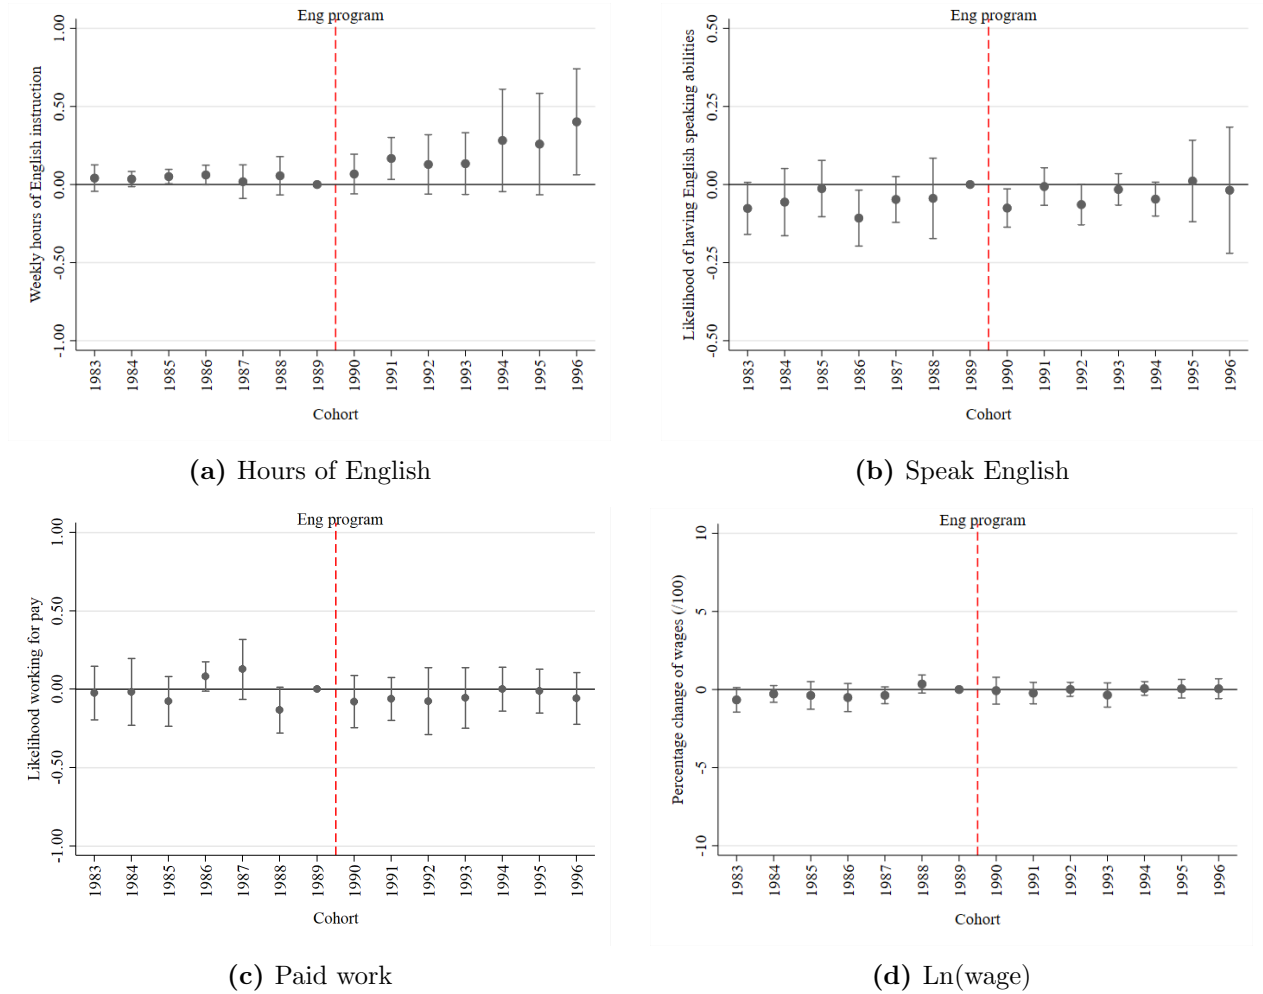 Eng program
Weekly hours of English instruction
1.00
0.50
0.00
-0.50
-1.00
1983 1984 1985 1986 1987 1988 1989 1990 1991 1992 1993 1994 1995 1996
Cohort
(a) Hours of English
Eng program
Likelihood of having English speaking abilities
0.50
0.25
0.00
-0.25
-0.50
1983 1984 1985 1986 1987 1988 1989 1990 1991 1992 1993 1994 1995 1996
Cohort
(b) Speak English
Eng program
Likelihood working for pay
1.00
0.50
0.00
-0.50
-1.00
1983 1984 1985 1986 1987 1988 1989 1990 1991 1992 1993 1994 1995 1996
Cohort
(c) Paid work
Eng program
Percentage change of wages (/100)
10
5
0
-5
-10
1983 1984 1985 1986 1987 1988 1989 1990 1991 1992 1993 1994 1995 1996
Cohort
(d) Ln(wage)